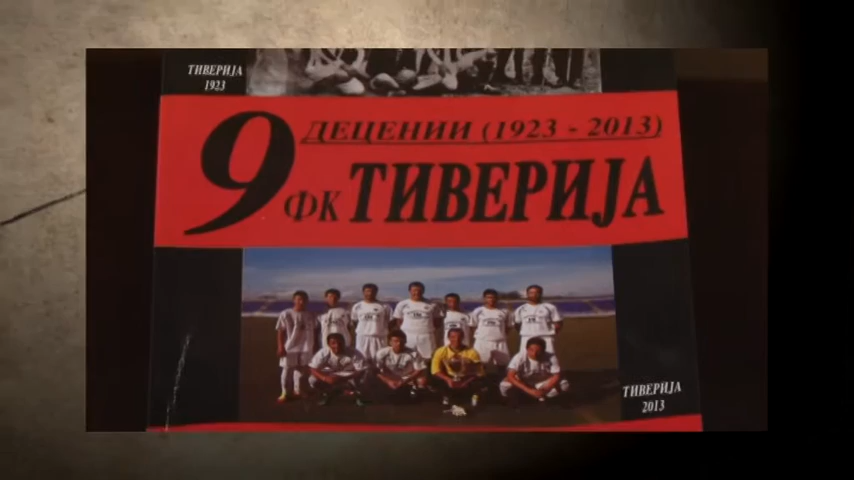 ТИВЕРИЈА
1923
9 ДЕЦЕНИИ (1923 - 2013)
ФК ТИВЕРИЈА
ТИВЕРИЈА
2013